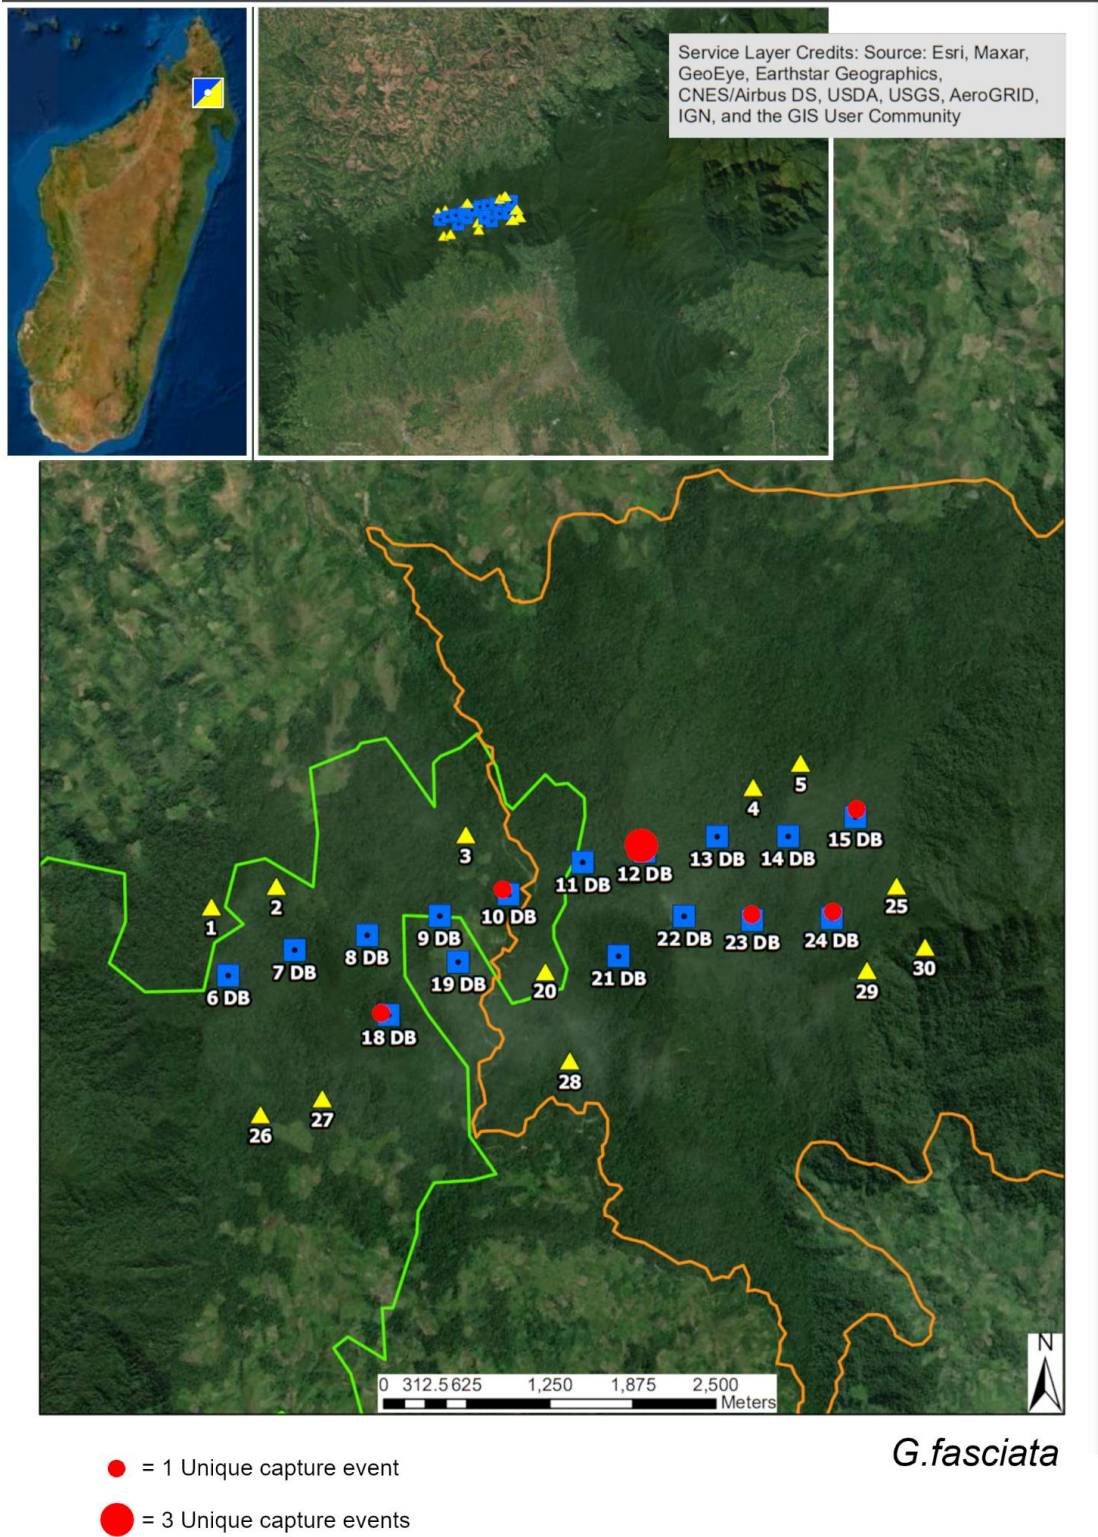 Service Layer Credits: Source: Esri, Maxar,
GeoEye, Earthstar Geographics,
CNES/Airbus DS, USDA, USGS, AeroGRID,
IGN, and the GIS User Community
5
4
15 DB
3
13 DB
14 DB
12 DB
11 DB
2
25
1
10 DB
9 DB
22 DB
23 DB
24 DB
8 DB
7 DB
30
6 DB
19 DB
20
21 DB
29
18 DB
28
27
26
N
0 312.5 625 1,250 1,875 2,500
Meters
G.fasciata
= 1 Unique capture event
= 3 Unique capture events